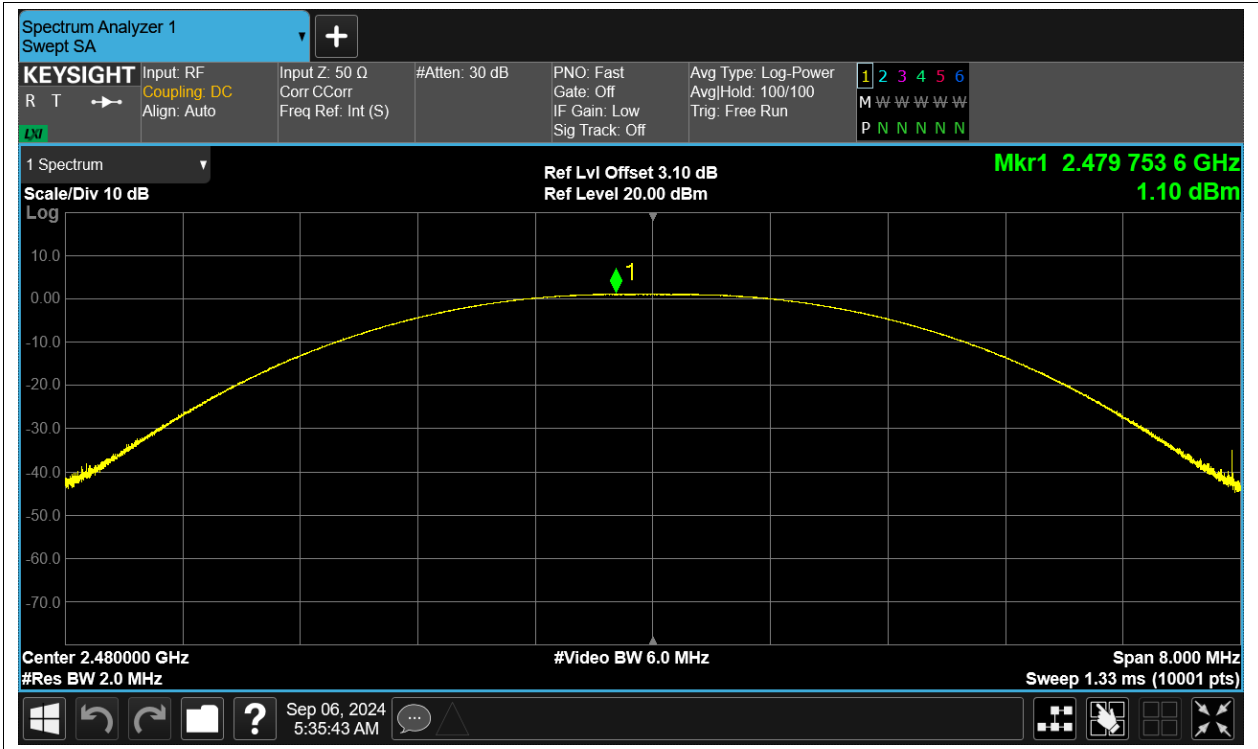 Spectrum Analyzer 1
Swept SA
KEYSIGHT
R T
LXI
Input: RF
Coupling: DC
Align: Auto
Input Z: 50 Ω
Corr CCorr
Freq Ref: Int (S)
#Atten: 30 dB
PNO: Fast
Gate: Off
IF Gain: Low
Sig Track: Off
Avg Type: Log-Power
Avg|Hold: 100/100
Trig: Free Run
1 2 3 4 5 6
M W W W W W
P N N N N N
1 Spectrum
Scale/Div 10 dB
Log
Ref Lvl Offset 3.10 dB
Ref Level 20.00 dBm
Mkr1 2.479 753 6 GHz
1.10 dBm
1
10.0
0.00
-10.0
-20.0
-30.0
-40.0
-50.0
-60.0
-70.0
Center 2.480000 GHz
#Video BW 6.0 MHz
Span 8.000 MHz
#Res BW 2.0 MHz
Sweep 1.33 ms (10001 pts)
?
Sep 06, 2024
5:35:43 AM